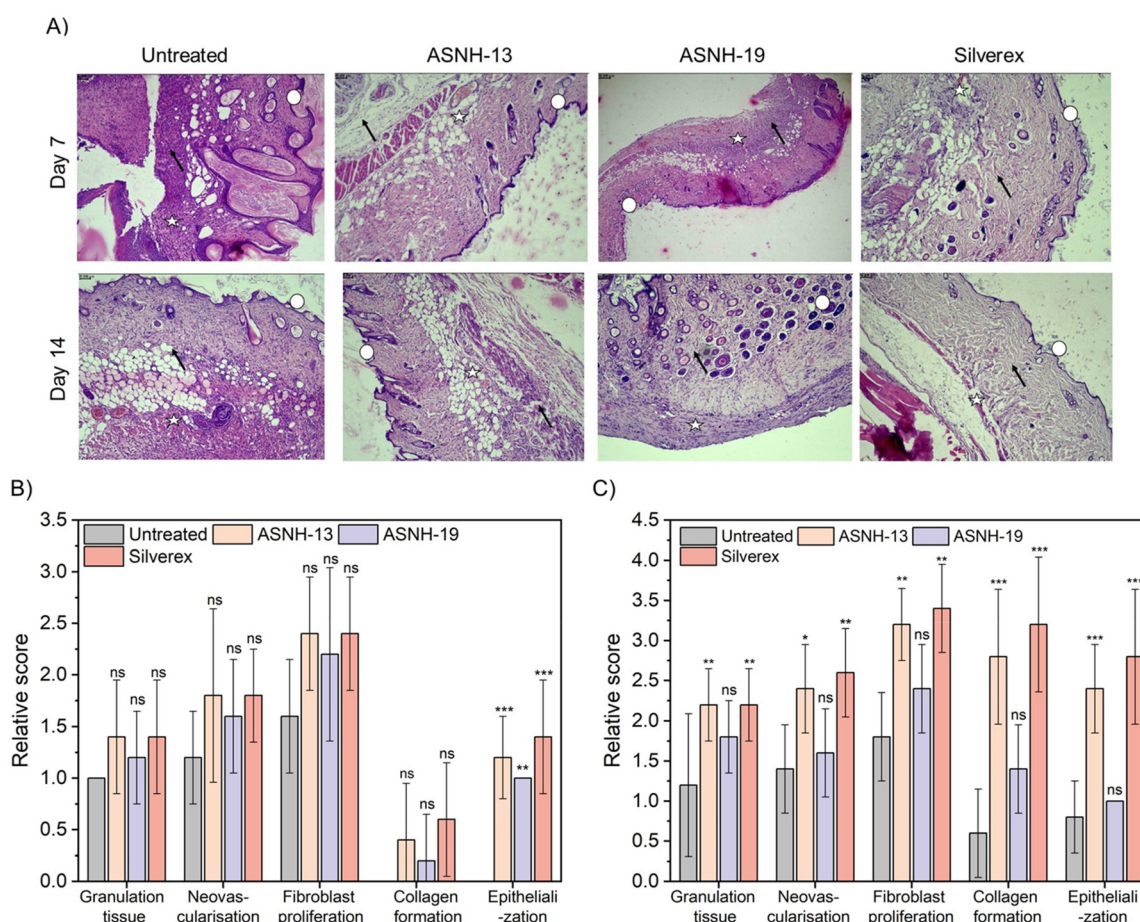 A)
Untreated
ASNH-13
ASNH-19
Silverex
Day 7
Day 14
B)
3.5
3.0
2.5
2.0
1.5
1.0
0.5
0.0
Relative score
Untreated ASNH-13 ASNH-19
Silverex
ns ns ns
ns ns ns
ns ns ns
ns ns ns
*** ** ***
Granulation tissue
Neovas-cularisation
Fibroblast proliferation
Collagen formation
Epitheliali-zation
C)
4.5
4.0
3.5
3.0
2.5
2.0
1.5
1.0
0.5
0.0
Relative score
Untreated ASNH-13 ASNH-19
Silverex
** ns **
* ns **
** ns **
*** ns ***
*** ns ***
Granulation
tissue
Neovas-
cularisation
Fibroblast
proliferation
Collagen
formation
Epitheliali
-zation